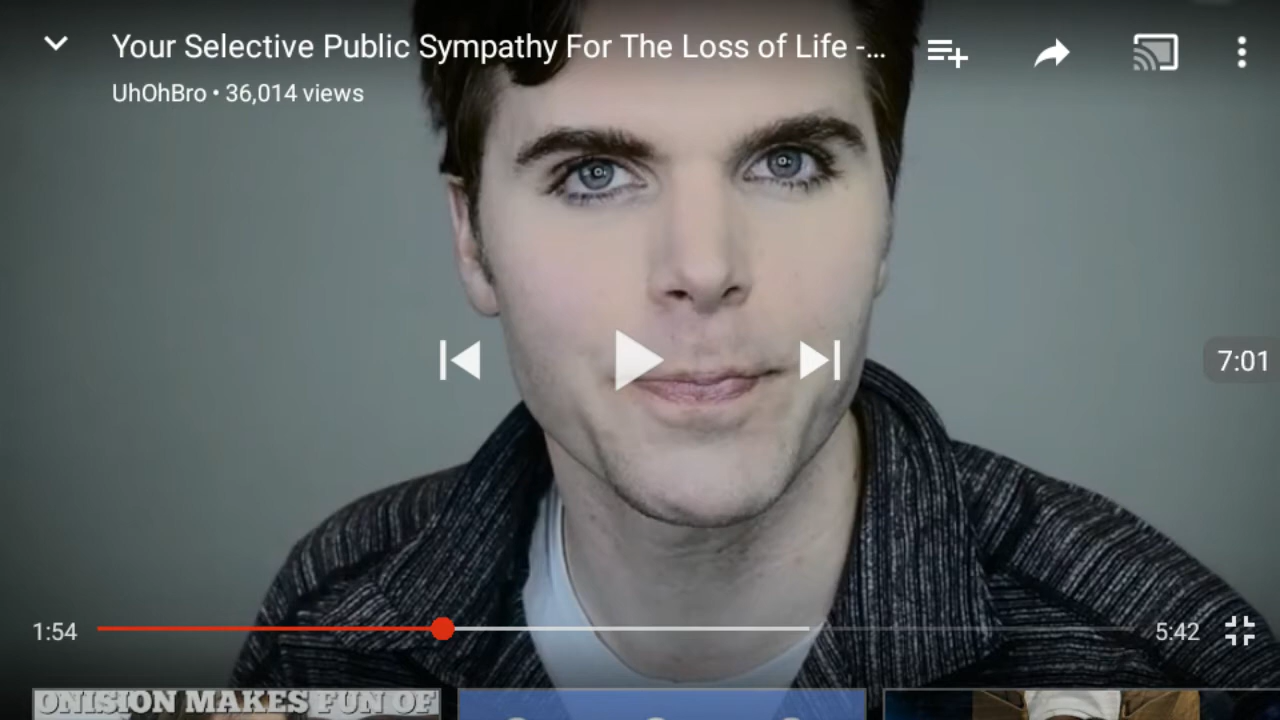 Your Selective Public Sympathy For The Loss of Life -...
UhOhBro • 36,014 views
7:01
1:54
5:42
ONISION MAKES FUN OF